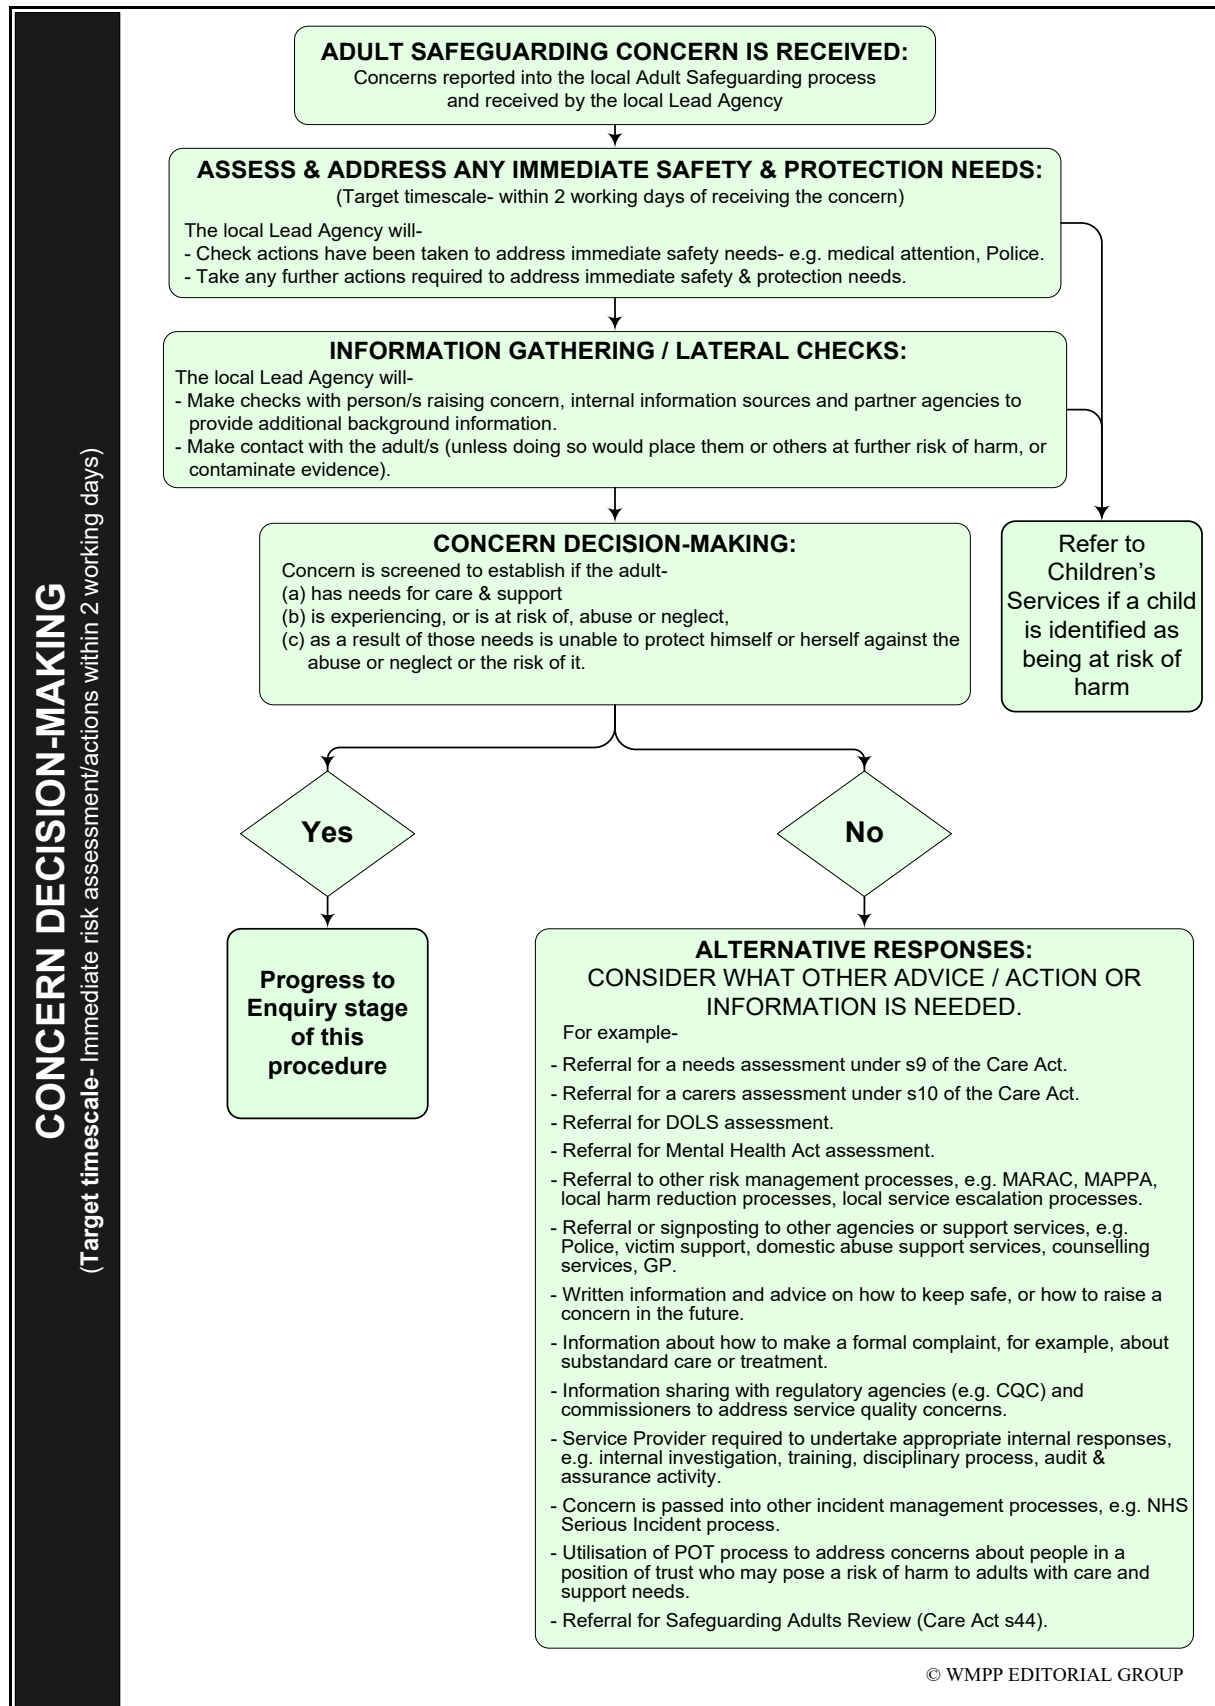 CONCERN DECISION-MAKING
(Target timescale- Immediate risk assessment/actions within 2 working days)
ADULT SAFEGUARDING CONCERN IS RECEIVED:
Concerns reported into the local Adult Safeguarding process
and received by the local Lead Agency
ASSESS & ADDRESS ANY IMMEDIATE SAFETY & PROTECTION NEEDS:
(Target timescale- within 2 working days of receiving the concern)
The local Lead Agency will-
- Check actions have been taken to address immediate safety needs- e.g. medical attention, Police.
- Take any further actions required to address immediate safety & protection needs.
INFORMATION GATHERING / LATERAL CHECKS:
The local Lead Agency will-
- Make checks with person/s raising concern, internal information sources and partner agencies to
provide additional background information.
- Make contact with the adult/s (unless doing so would place them or others at further risk of harm, or
contaminate evidence).
CONCERN DECISION-MAKING:
Concern is screened to establish if the adult-
(a) has needs for care & support
(b) is experiencing, or is at risk of, abuse or neglect,
(c) as a result of those needs is unable to protect himself or herself against the
abuse or neglect or the risk of it.
Refer to
Children's
Services if a child
is identified as
being at risk of
harm
Yes
No
Progress to
Enquiry stage
of this
procedure
ALTERNATIVE RESPONSES:
CONSIDER WHAT OTHER ADVICE / ACTION OR
INFORMATION IS NEEDED.
For example-
- Referral for a needs assessment under s9 of the Care Act.
- Referral for a carers assessment under s10 of the Care Act.
- Referral for DOLS assessment.
- Referral for Mental Health Act assessment.
- Referral to other risk management processes, e.g. MARAC, MAPPA,
local harm reduction processes, local service escalation processes.
- Referral or signposting to other agencies or support services, e.g.
Police, victim support, domestic abuse support services, counselling
services, GP.
- Written information and advice on how to keep safe, or how to raise a
concern in the future.
- Information about how to make a formal complaint, for example, about
substandard care or treatment.
- Information sharing with regulatory agencies (e.g. CQC) and
commissioners to address service quality concerns.
- Service Provider required to undertake appropriate internal responses,
e.g. internal investigation, training, disciplinary process, audit &
assurance activity.
- Concern is passed into other incident management processes, e.g. NHS
Serious Incident process.
- Utilisation of POT process to address concerns about people in a
position of trust who may pose a risk of harm to adults with care and
support needs.
- Referral for Safeguarding Adults Review (Care Act s44).
© WMPP EDITORIAL GROUP